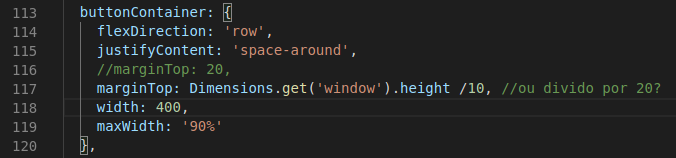 113 buttonContainer: {
114 flexDirection: 'row',
115 justifyContent: 'space-around',
116 //marginTop: 20,
117 marginTop: Dimensions.get('window').height /10, //ou divido por 20?
118 width: 400,
119 maxWidth: '90%'
120 },